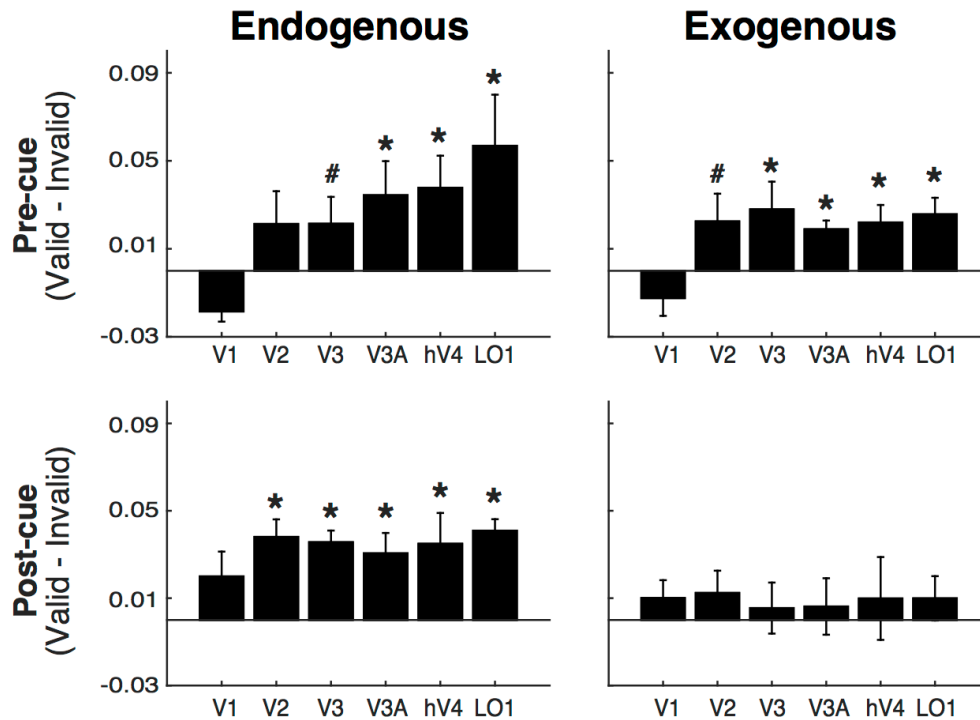 Endogenous Exogenous
Pre-cue
(Valid - Invalid)
0.09
0.05
0.01
-0.03
* * * * #
V1 V2 V3 V3A hV4 LO1
# * * * *
V1 V2 V3 V3A hV4 LO1
Post-cue
(Valid - Invalid)
0.09
0.05
0.01
-0.03
* * * * *
V1 V2 V3 V3A hV4 LO1
V1 V2 V3 V3A hV4 LO1